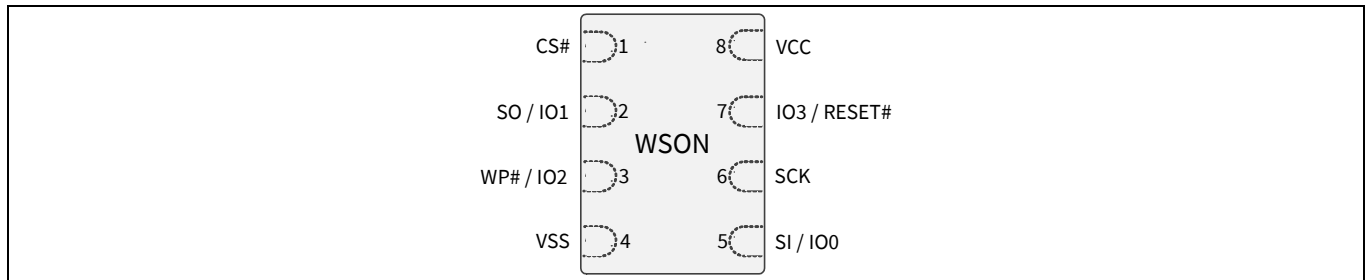 CS# 1 8 VCC
SO / IO1 2 7 IO3 / RESET#
WSON
WP# / IO2 3 6 SCK
VSS 4 5 SI / IO0